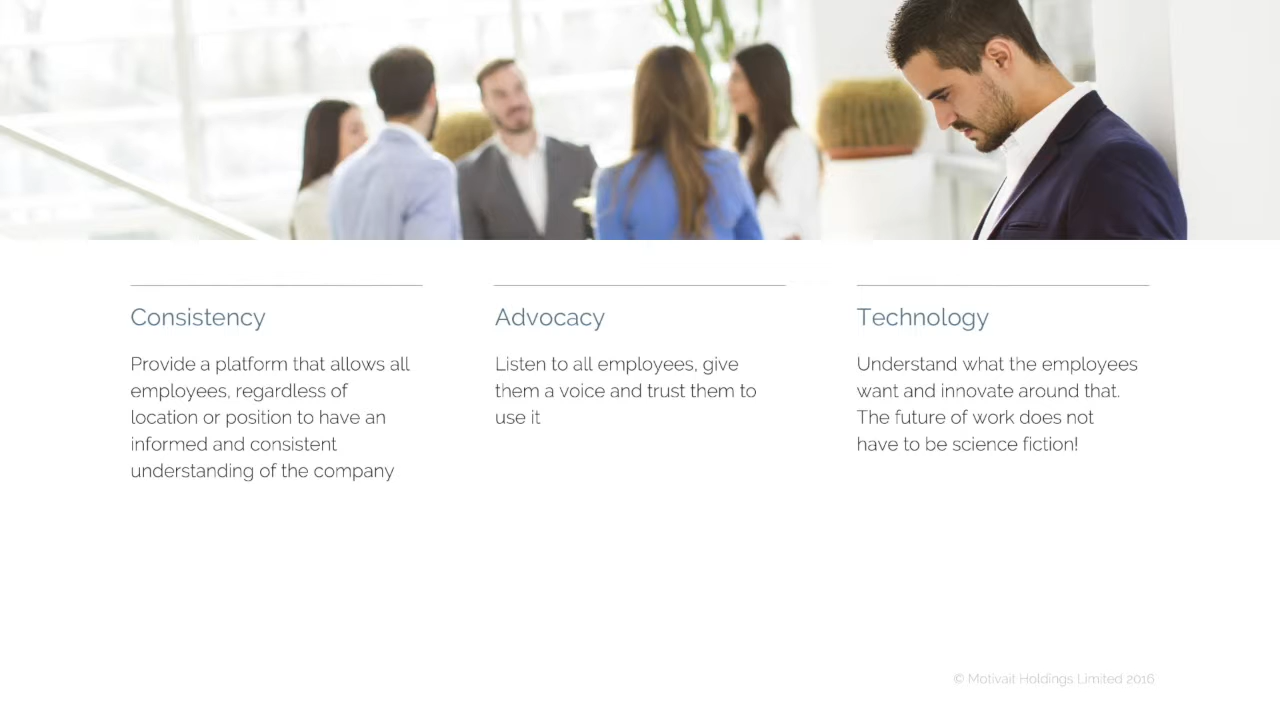 Consistency
Provide a platform that allows all
employees, regardless of
location or position to have an
informed and consistent
understanding of the company
Advocacy
Listen to all employees, give
them a voice and trust them to
use it
Technology
Understand what the employees
want and innovate around that.
The future of work does not
have to be science fiction!
© Motivait Holdings Limited 2016